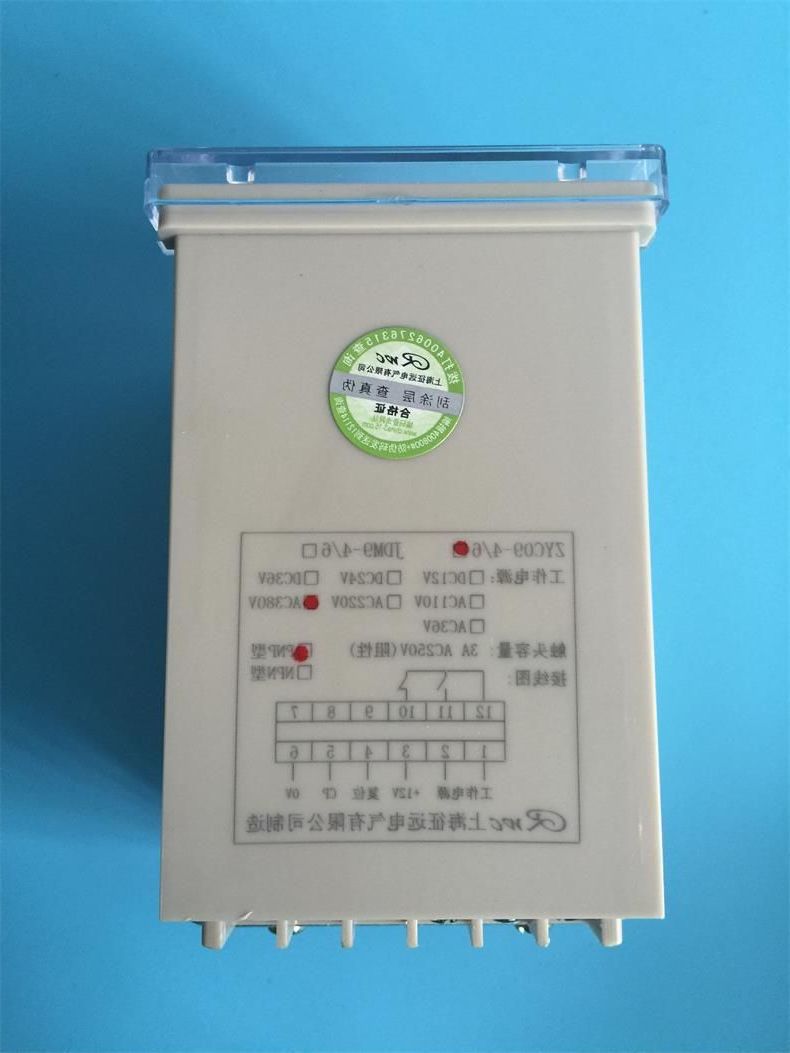 拨打4006276315查询
Rnc
上海征远电气有限公司
刮涂层 查真伪
合格证
ZYC09-4/6 JDM9-4/6
工作电源: DC12V DC24V DC36V
AC110V AC220V AC380V
AC36V
触头容量: 3A AC250V(阻性) PNP型
NPN型
接线图:
12 11 10 9 8 7
1 2 3 4 5 6
工作电源 +12V 复位 CP 0V
Rnc上海征远电气有限公司制造